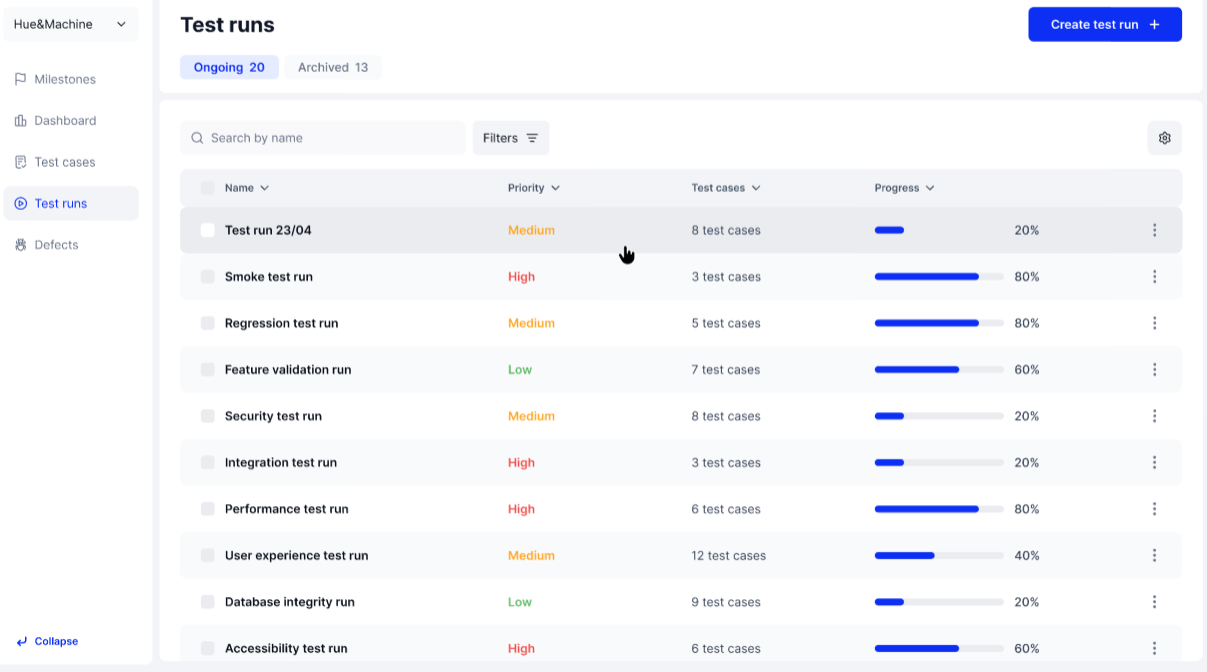 Hue&Machine
Milestones
Dashboard
Test cases
Test runs
Defects
Collapse
Test runs
Create test run +
Ongoing 20 Archived 13
Search by name Filters
Name Priority Test cases Progress
Test run 23/04 Medium 8 test cases 20%
Smoke test run High 3 test cases 80%
Regression test run Medium 5 test cases 80%
Feature validation run Low 7 test cases 60%
Security test run Medium 8 test cases 20%
Integration test run High 3 test cases 20%
Performance test run High 6 test cases 80%
User experience test run Medium 12 test cases 40%
Database integrity run Low 9 test cases 20%
Accessibility test run High 6 test cases 60%